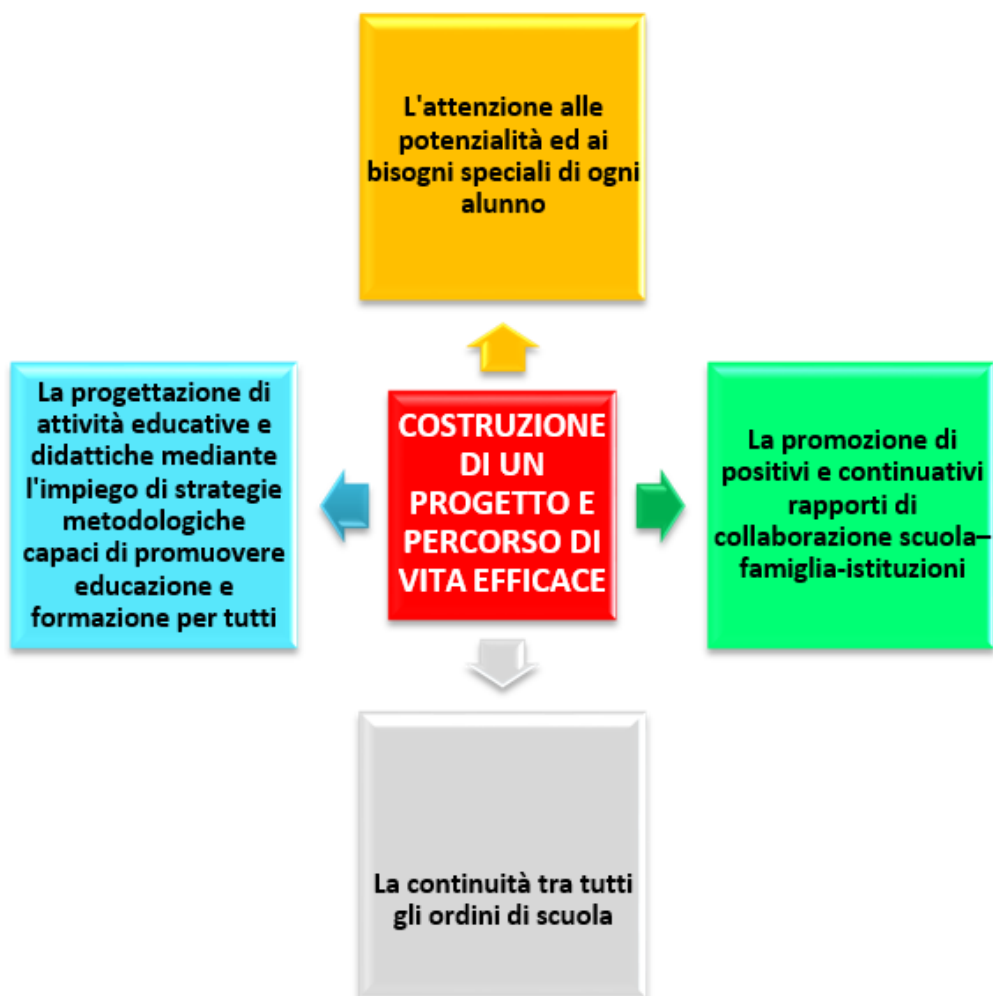 L'attenzione alle
potenzialità ed ai
bisogni speciali di ogni
alunno
La progettazione di
attività educative e
didattiche mediante
l'impiego di strategie
metodologiche
capaci di promuovere
educazione e
formazione per tutti
COSTRUZIONE
DI UN
PROGETTO E
PERCORSO DI
VITA EFFICACE
La promozione di
positivi e continuativi
rapporti di
collaborazione scuola–
famiglia-istituzioni
La continuità tra tutti
gli ordini di scuola